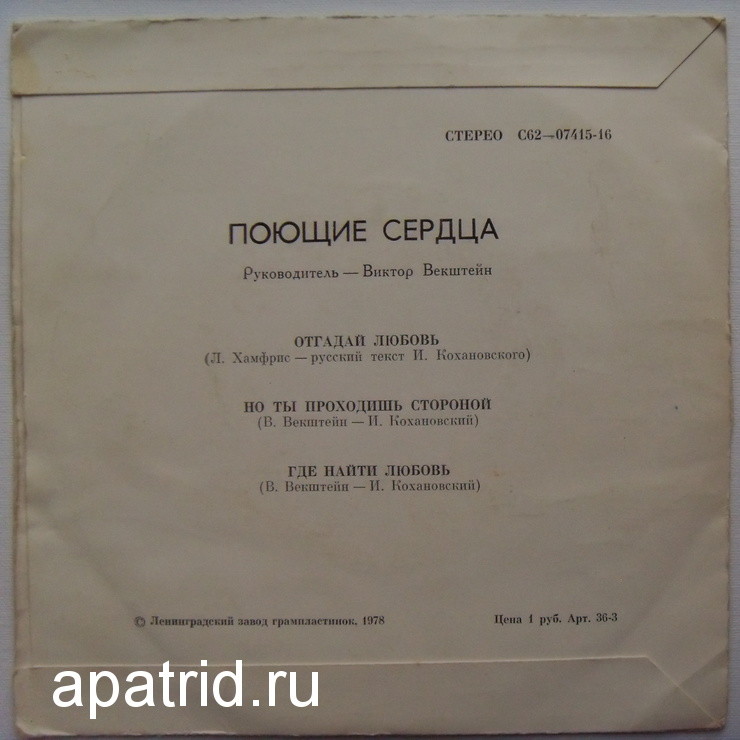 СТЕРЕО С62—07415-16
ПОЮЩИЕ СЕРДЦА
Руководитель — Виктор Векштейн
ОТГАДАЙ ЛЮБОВЬ
(Л. Хамфрис — русский текст И. Кохановского)
НО ТЫ ПРОХОДИШЬ СТОРОНОЙ
(В. Векштейн — И. Кохановский)
ГДЕ НАЙТИ ЛЮБОВЬ
(В. Векштейн — И. Кохановский)
© Ленинградский завод грампластинок, 1978 Цена 1 руб. Арт. 36-3
apatrid.ru